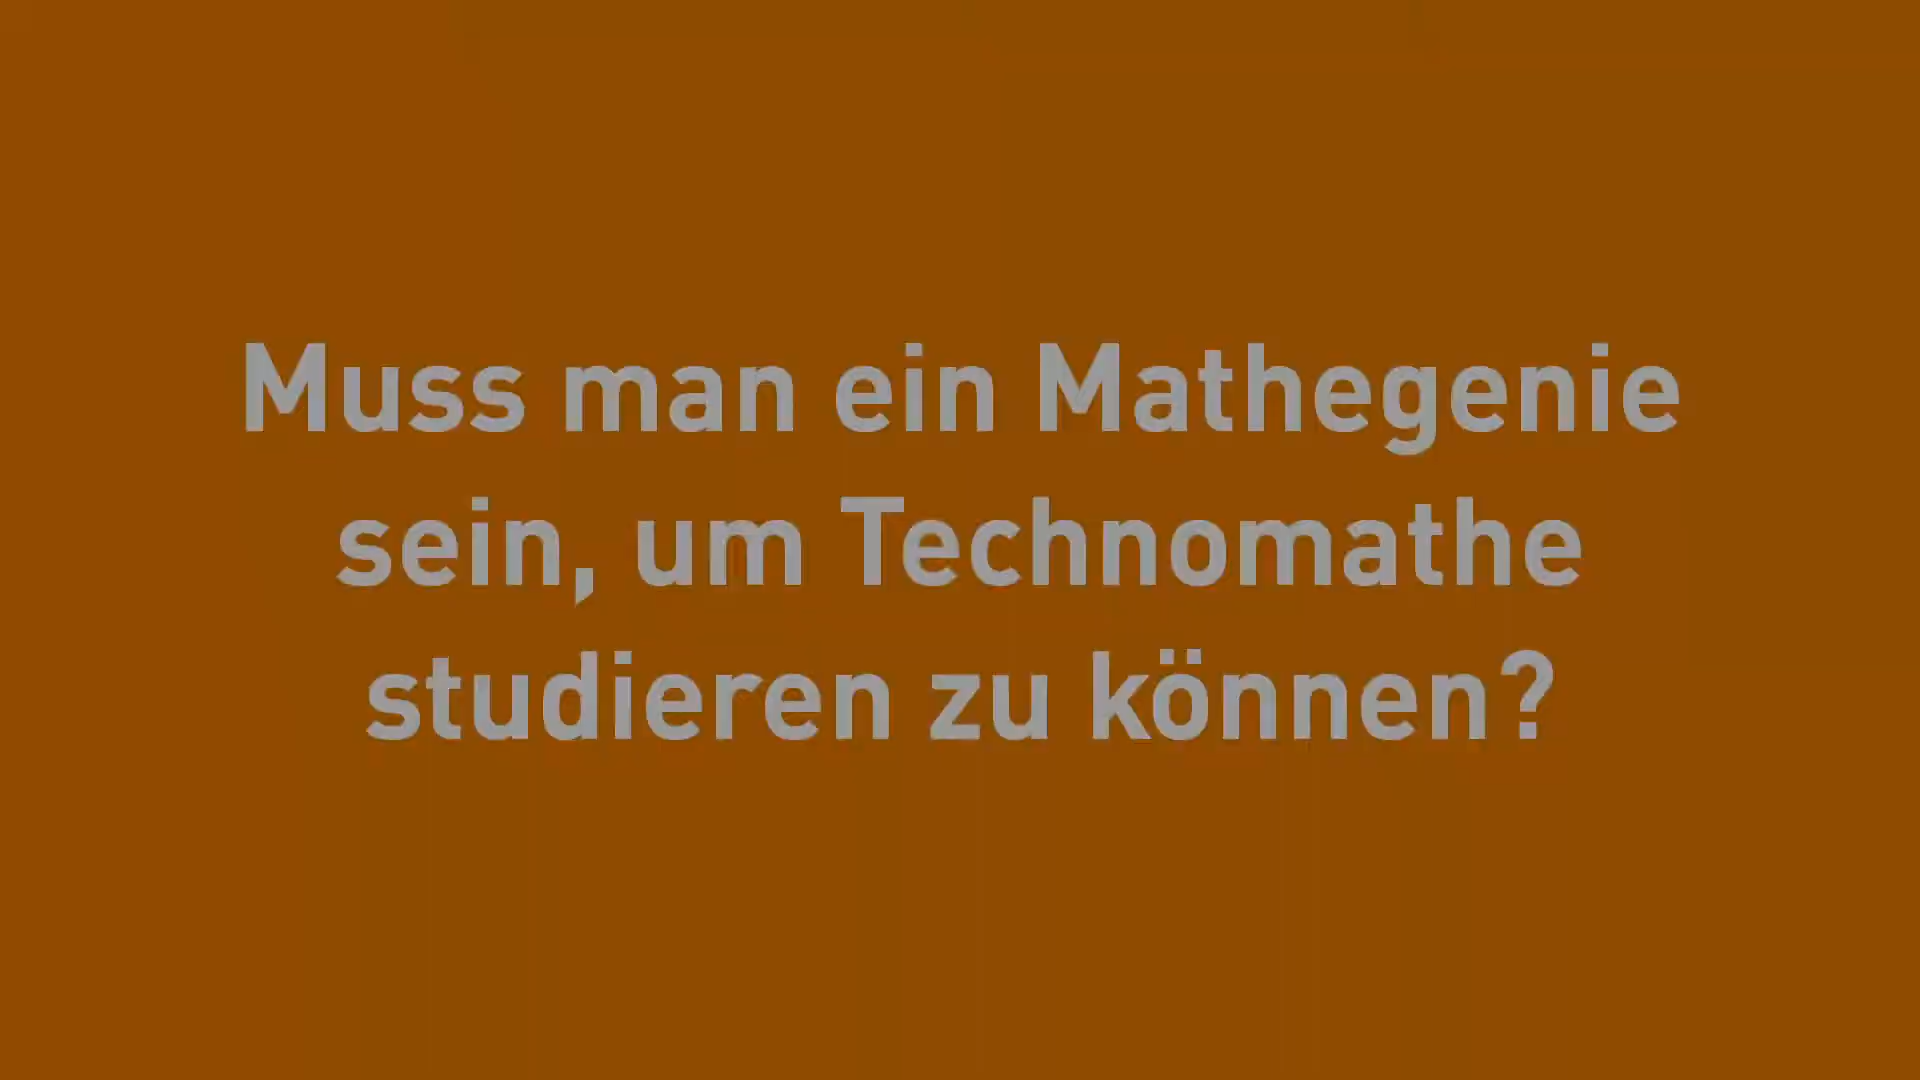 Muss man ein Mathegenie
sein, um Technomathe
studieren zu können?